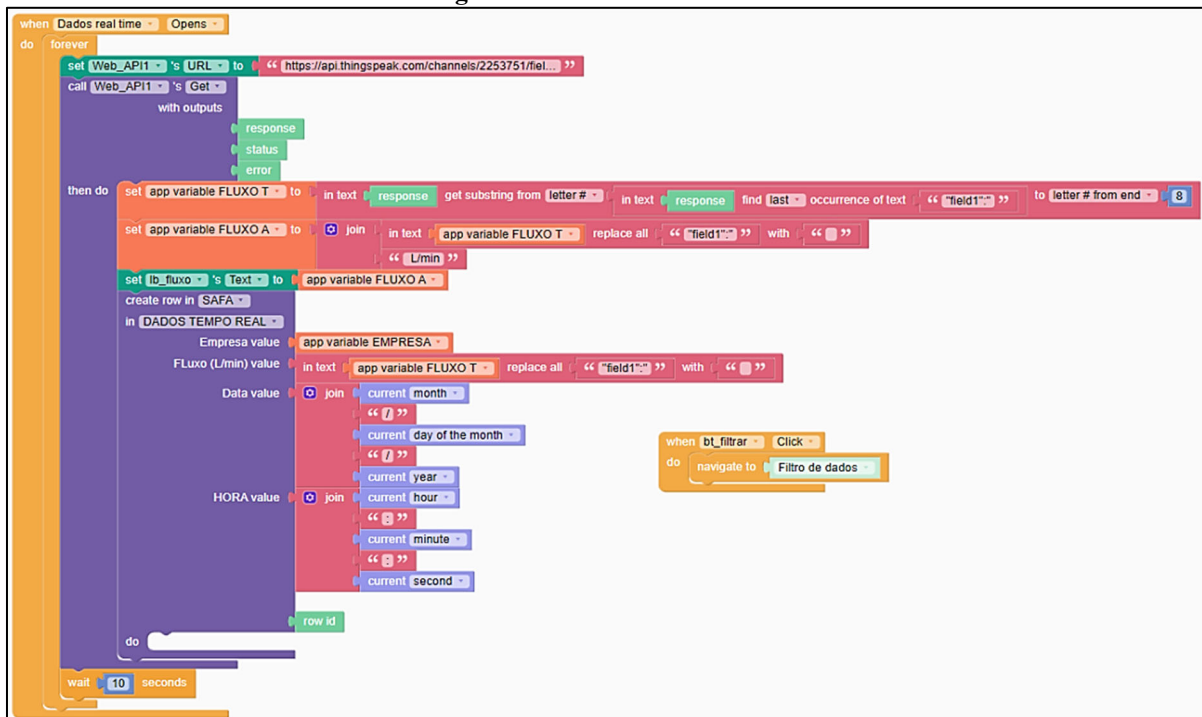 when Dados real time Opens
do forever
set Web_API1 's URL to “ https://api.thingspeak.com/channels/2253751/fiel... ”
call Web_API1 's Get
with outputs
response
status
error
then do set app variable FLUXO T to in text response get substring from letter # in text response find last occurrence of text “ "field1":" ” to letter # from end 8
set app variable FLUXO A to join in text app variable FLUXO T replace all “ "field1":" ” with “ ”
“ L/min ”
set lb_fluxo 's Text to app variable FLUXO A
create row in SAFA
in DADOS TEMPO REAL
Empresa value app variable EMPRESA
FLuxo (L/min) value in text app variable FLUXO T replace all “ "field1":" ” with “ ”
Data value join current month
“ / ”
current day of the month
“ / ”
current year
HORA value join current hour
“ : ”
current minute
“ : ”
current second
row id
do
wait 10 seconds
when bt_filtrar Click
do navigate to Filtro de dados